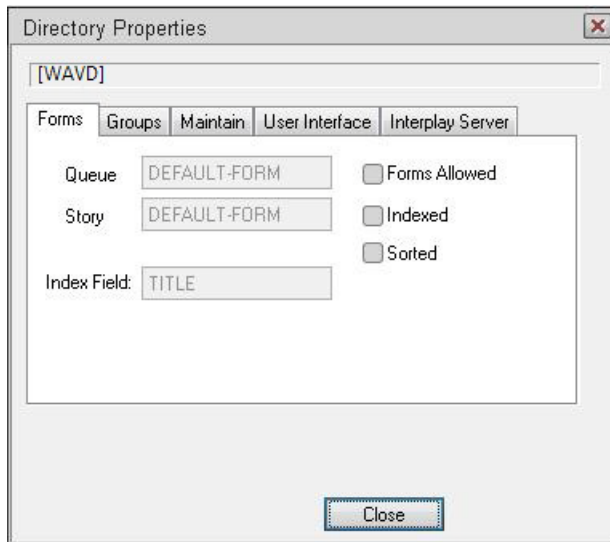 Directory Properties
[WAVD]
Forms Groups Maintain User Interface Interplay Server
Queue DEFAULT-FORM Forms Allowed
Story DEFAULT-FORM Indexed
Sorted
Index Field: TITLE
Close